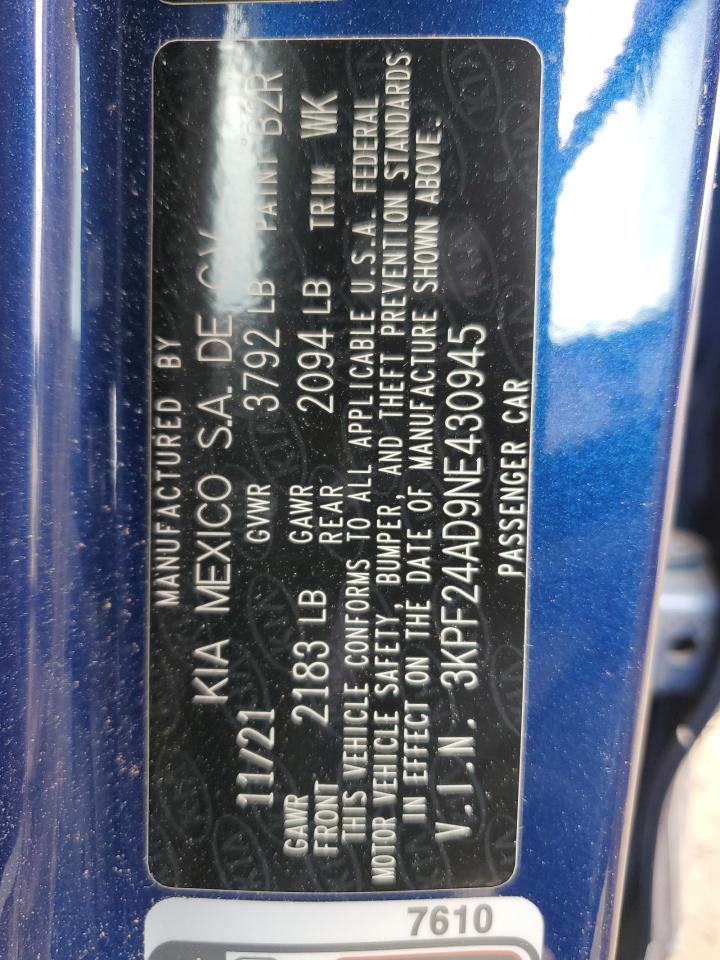 MANUFACTURED BY
KIA MEXICO S.A. DE C.V.
11/21 GVWR 3792 LB PAINT B2R
GAWR FRONT 2183 LB GAWR REAR 2094 LB TRIM WK
THIS VEHICLE CONFORMS TO ALL APPLICABLE U.S.A. FEDERAL
MOTOR VEHICLE SAFETY, BUMPER, AND THEFT PREVENTION STANDARDS
IN EFFECT ON THE DATE OF MANUFACTURE SHOWN ABOVE.
V.I.N. 3KPF24AD9NE430945
PASSENGER CAR
7610